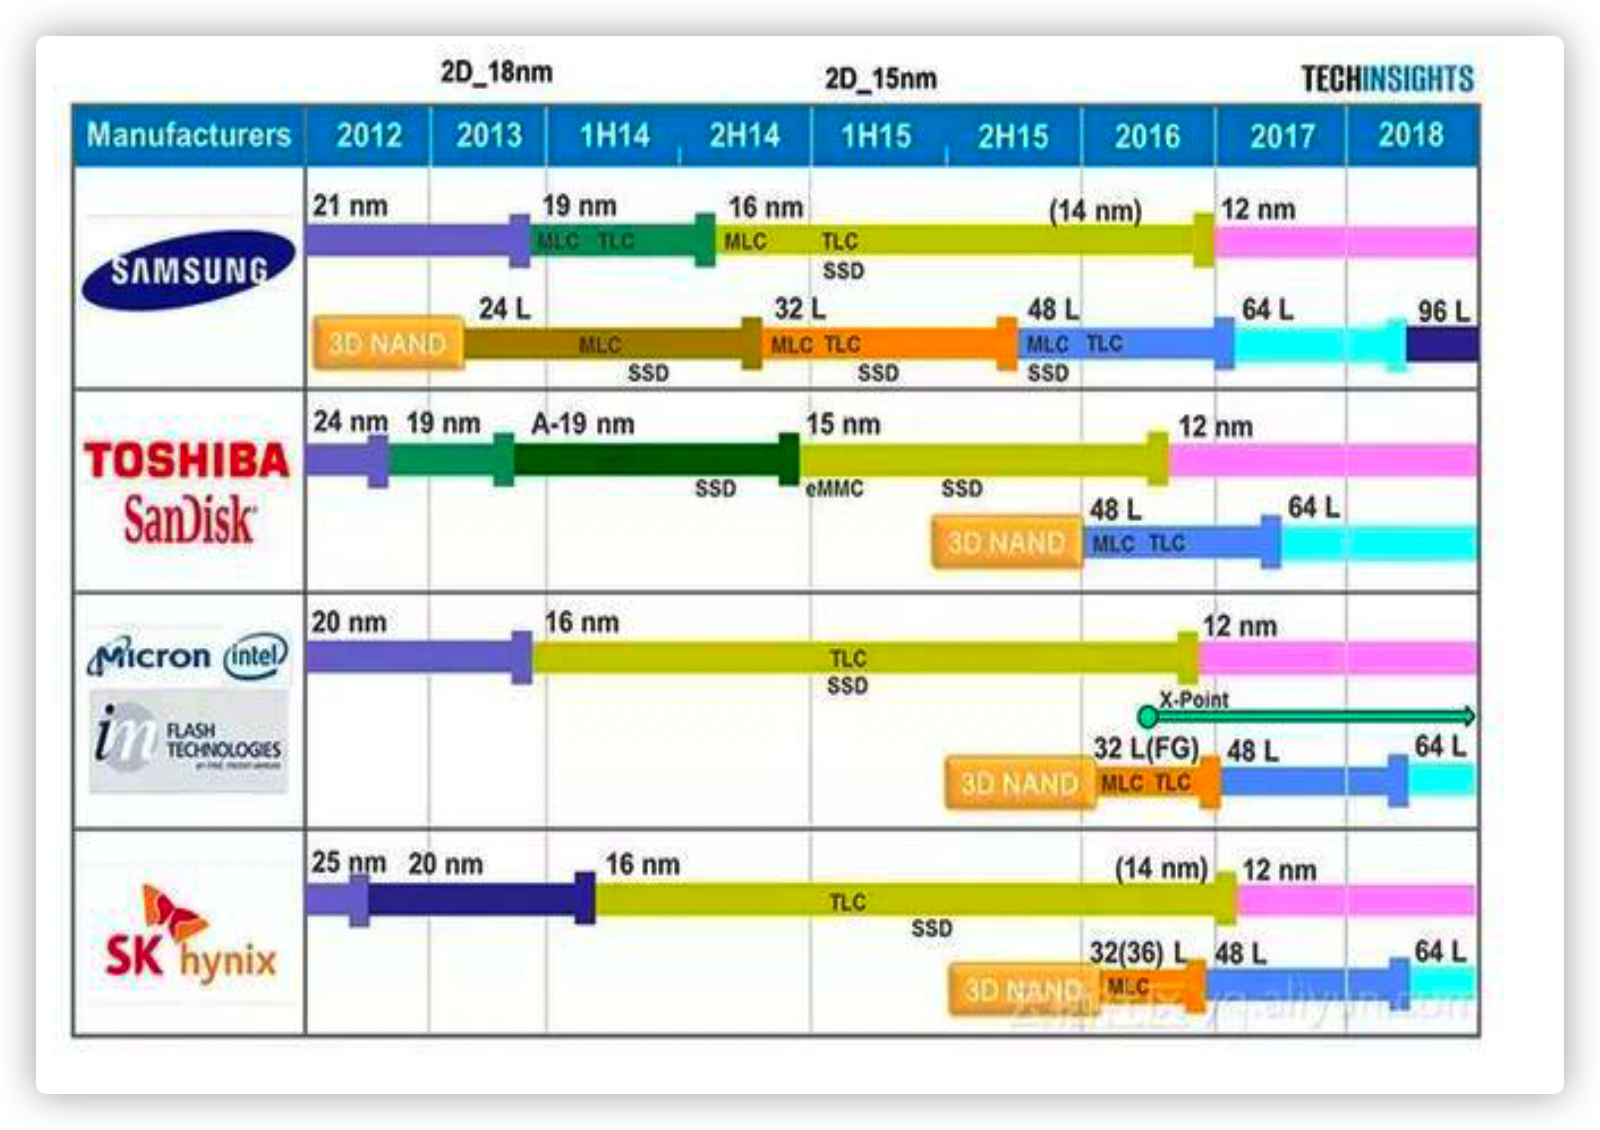 2D_18nm 2D_15nm TECHINSIGHTS
Manufacturers 2012 2013 1H14 2H14 1H15 2H15 2016 2017 2018
21 nm 19 nm 16 nm (14 nm) 12 nm
MLC TLC MLC TLC
SSD
SAMSUNG
24 L 32 L 48 L 64 L 96 L
3D NAND MLC MLC TLC MLC TLC
SSD SSD SSD
24 nm 19 nm A-19 nm 15 nm 12 nm
TOSHIBA
SSD eMMC SSD
SanDisk
48 L 64 L
3D NAND MLC TLC
20 nm 16 nm 12 nm
Micron intel TLC
SSD
X-Point
im FLASH
TECHNOLOGIES
32 L(FG) 48 L 64 L
3D NAND MLC TLC
25 nm 20 nm 16 nm (14 nm) 12 nm
TLC
SSD
SK hynix
32(36) L 48 L 64 L
3D NAND MLC
yq.aliyun.com